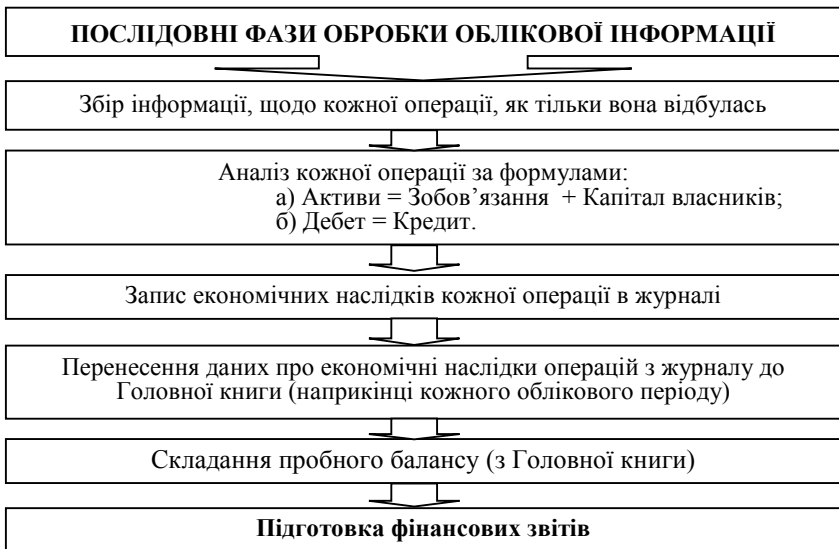 ПОСЛІДОВНІ ФАЗИ ОБРОБКИ ОБЛІКОВОЇ ІНФОРМАЦІЇ
Збір інформації, щодо кожної операції, як тільки вона відбулась
Аналіз кожної операції за формулами:
а) Активи = Зобов’язання + Капітал власників;
б) Дебет = Кредит.
Запис економічних наслідків кожної операції в журналі
Перенесення даних про економічні наслідки операцій з журналу до
Головної книги (наприкінці кожного облікового періоду)
Складання пробного балансу (з Головної книги)
Підготовка фінансових звітів